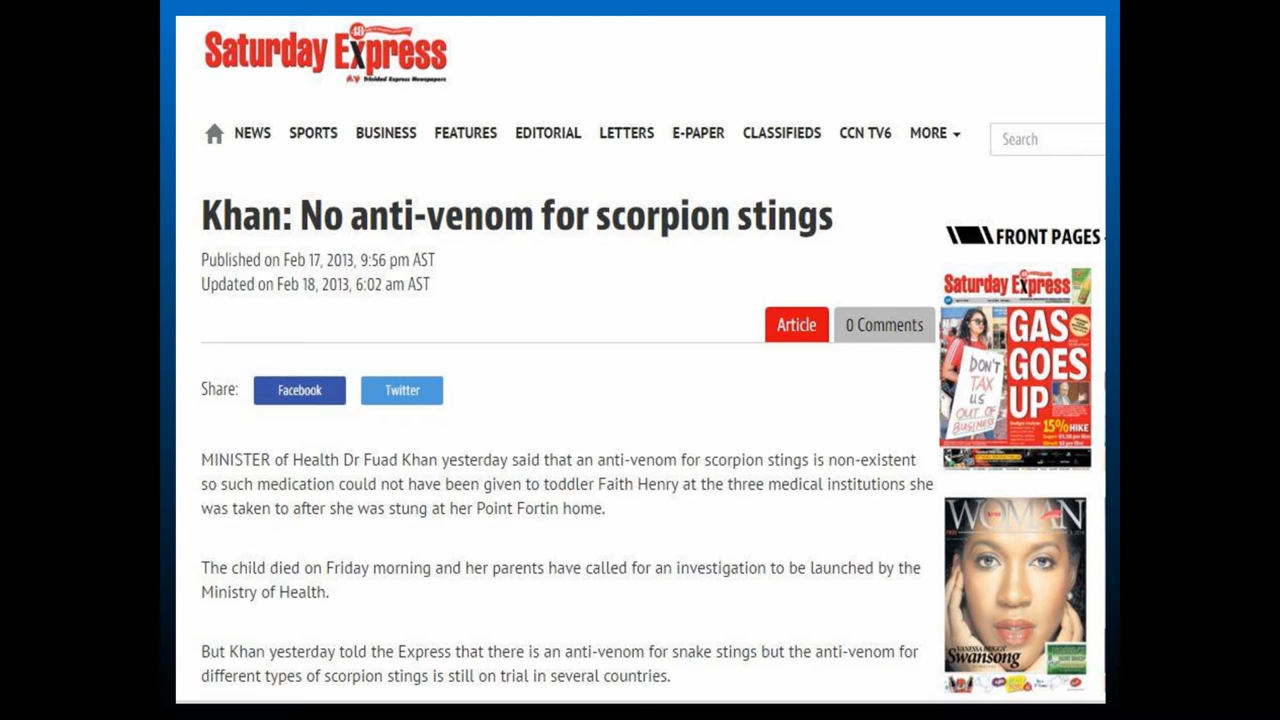 Saturday Express
48
Trinidad Express Newspapers
NEWS SPORTS BUSINESS FEATURES EDITORIAL LETTERS E-PAPER CLASSIFIEDS CCN TV6 MORE
Search
Khan: No anti-venom for scorpion stings
Published on Feb 17, 2013, 9:56 pm AST
Updated on Feb 18, 2013, 6:02 am AST
Article
0 Comments
Share:
Facebook
Twitter
MINISTER of Health Dr Fuad Khan yesterday said that an anti-venom for scorpion stings is non-existent
so such medication could not have been given to toddler Faith Henry at the three medical institutions she
was taken to after she was stung at her Point Fortin home.
The child died on Friday morning and her parents have called for an investigation to be launched by the
Ministry of Health.
But Khan yesterday told the Express that there is an anti-venom for snake stings but the anti-venom for
different types of scorpion stings is still on trial in several countries.
FRONT PAGES
Saturday Express
DON'T
TAX
US
OUT OF
BUSINESS
GAS
GOES
UP
15% HIKE
WOMAN
Swansong